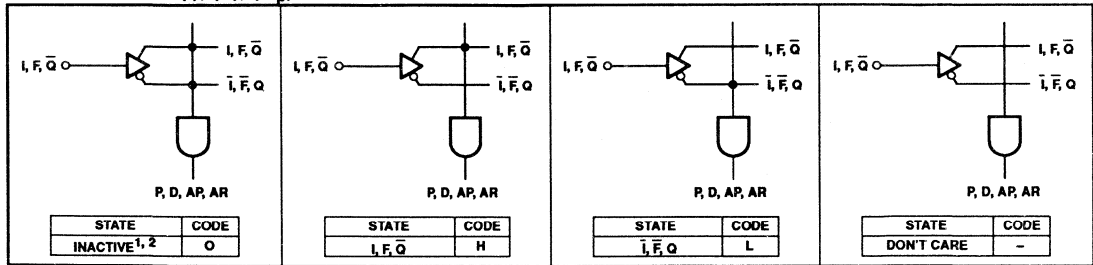 I, F, Q̅
I, F, Q̅
I̅, F̅, Q
P, D, AP, AR
STATE CODE
INACTIVE1, 2 O
I, F, Q̅
I, F, Q̅
I̅, F̅, Q
P, D, AP, AR
STATE CODE
I, F, Q̅ H
I, F, Q̅
I, F, Q̅
I̅, F̅, Q
P, D, AP, AR
STATE CODE
I̅, F̅, Q L
I, F, Q̅
I, F, Q̅
I̅, F̅, Q
P, D, AP, AR
STATE CODE
DON'T CARE –